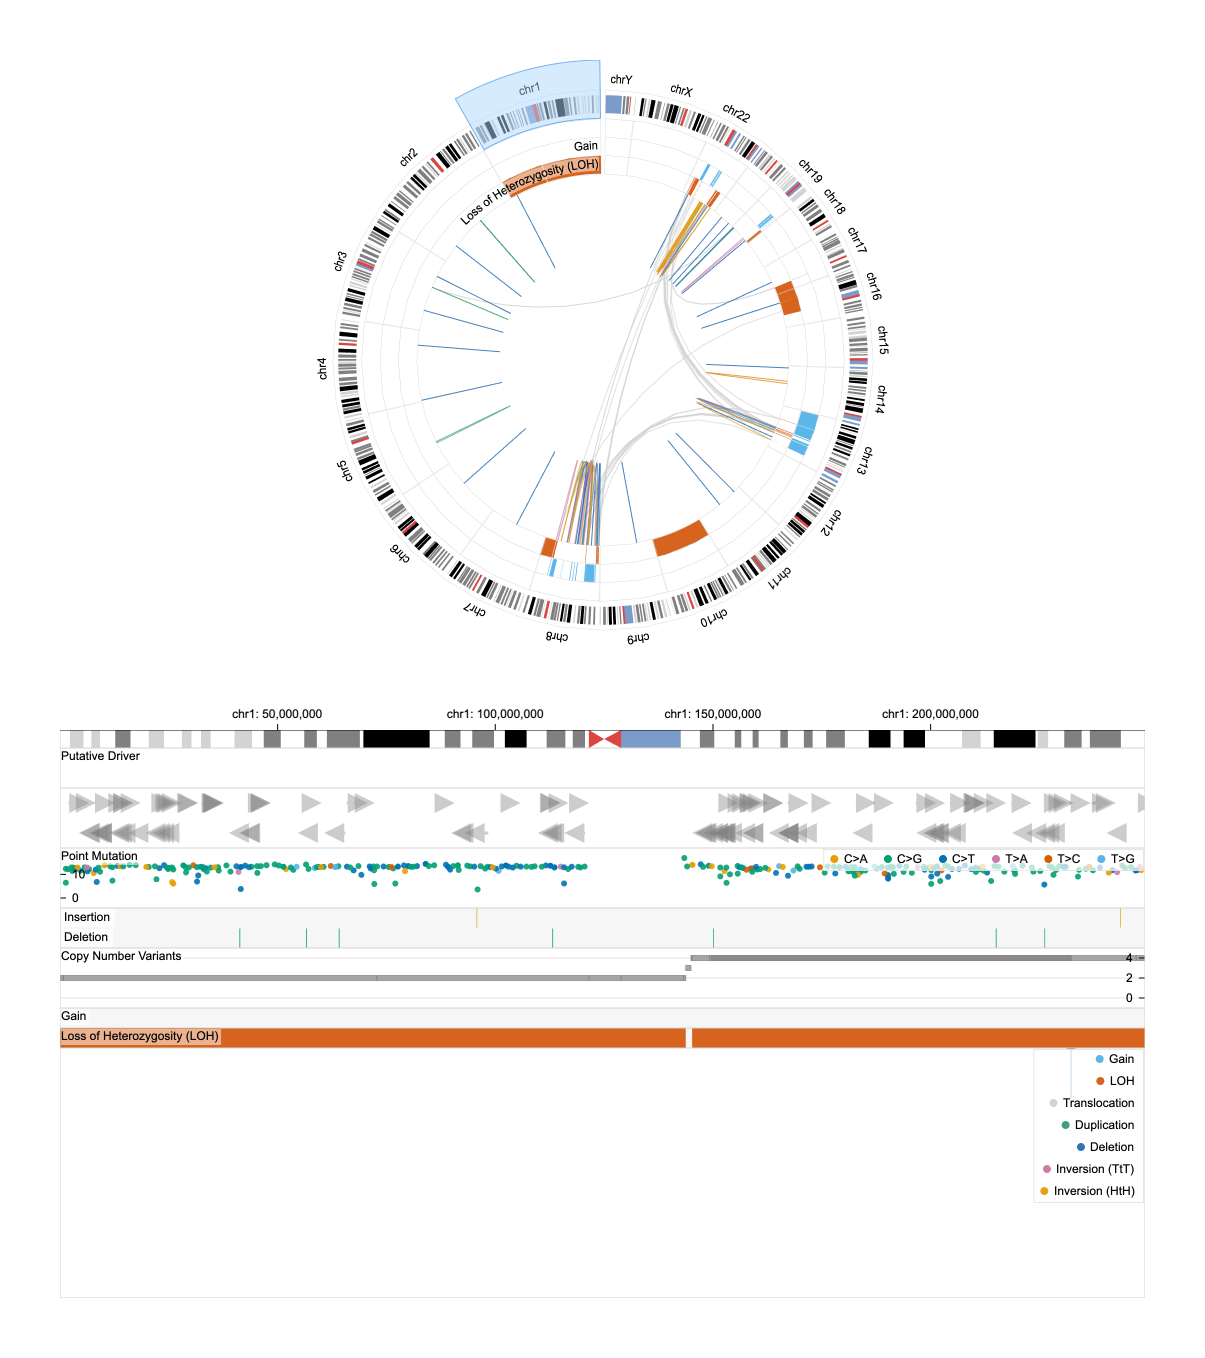 chr1
chrY
chrX
chr22
chr19
chr18
chr17
chr16
chr15
chr14
chr13
chr12
chr11
chr10
chr9
chr8
chr7
chr6
chr5
chr4
chr3
chr2
Gain
Loss of Heterozygosity (LOH)
chr1: 50,000,000 chr1: 100,000,000 chr1: 150,000,000 chr1: 200,000,000
Putative Driver
Point Mutation
C>A C>G C>T T>A T>C T>G
10
0
Insertion
Deletion
Copy Number Variants
4
2
0
Gain
Loss of Heterozygosity (LOH)
Gain
LOH
Translocation
Duplication
Deletion
Inversion (TtT)
Inversion (HtH)